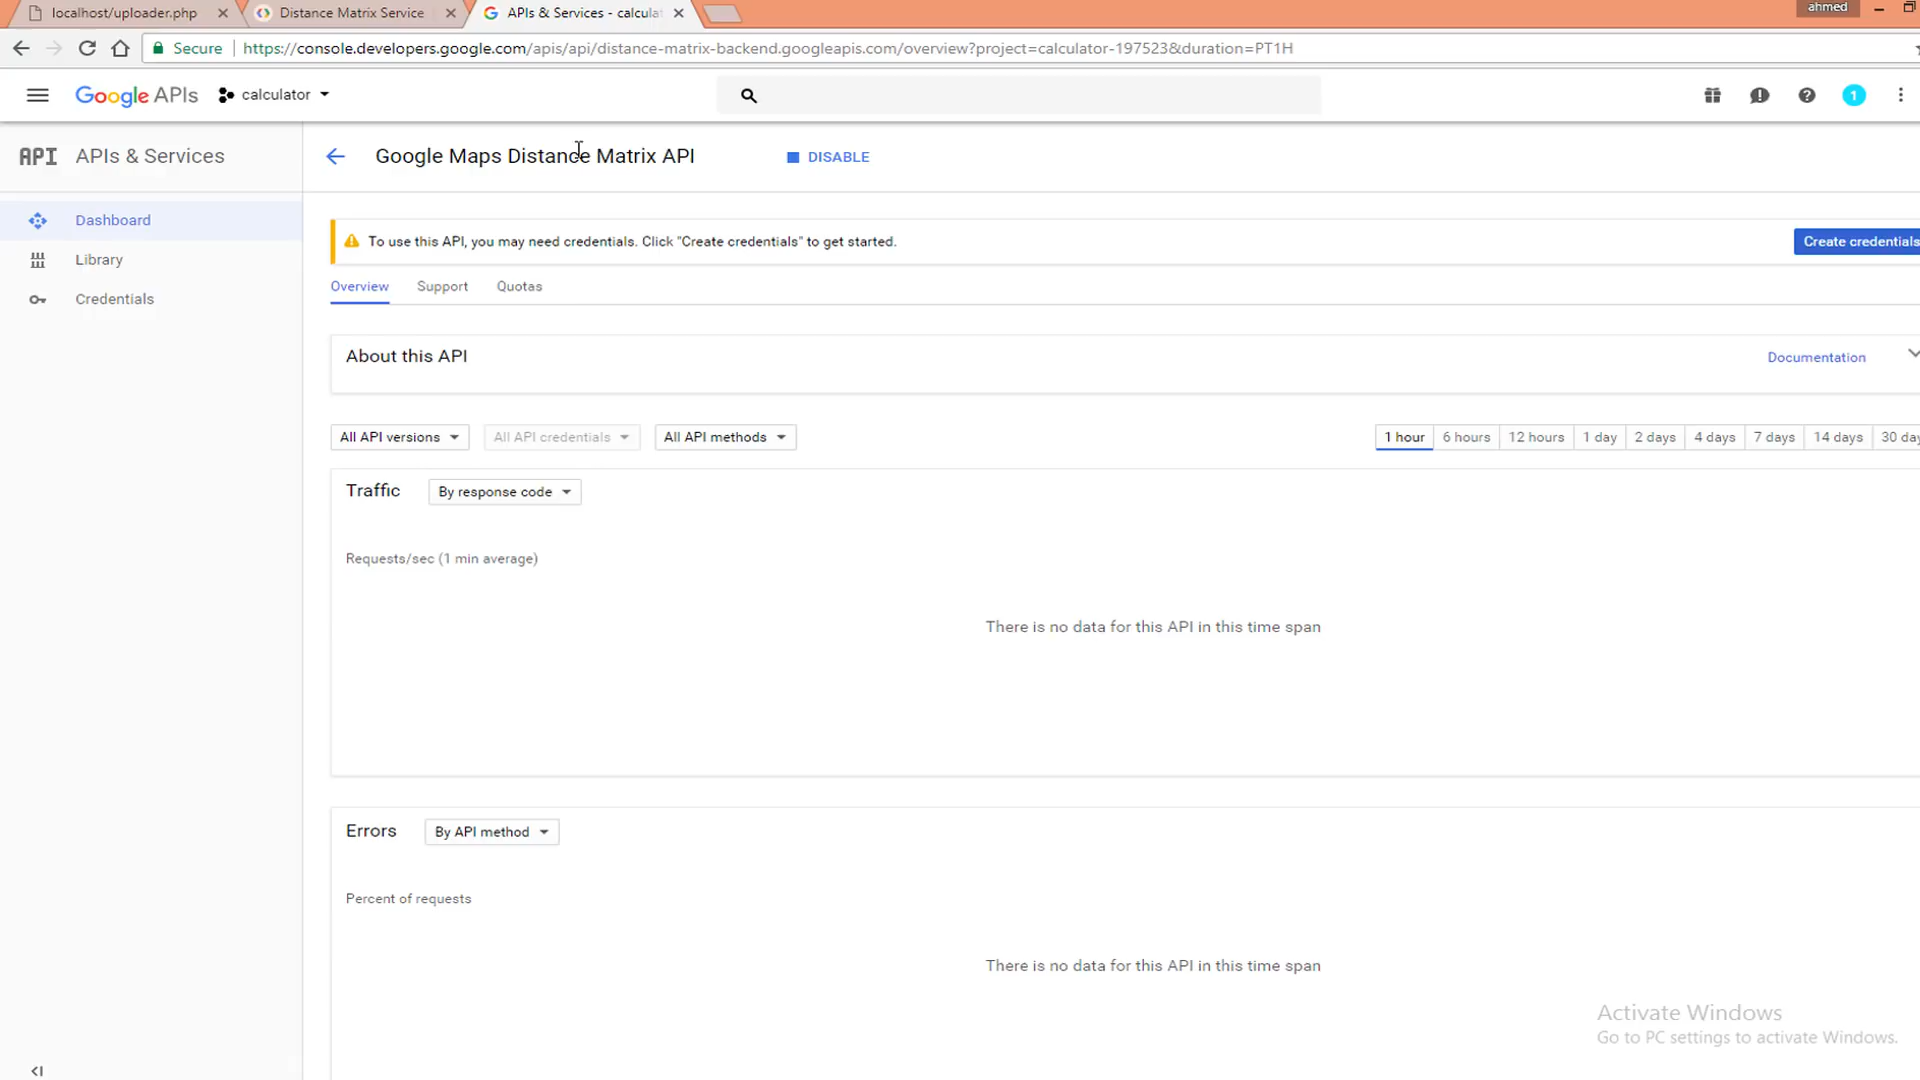 localhost/uploader.php
Distance Matrix Service
APIs & Services - calculat
ahmed
Secure
https://console.developers.google.com/apis/api/distance-matrix-backend.googleapis.com/overview?project=calculator-197523&duration=PT1H
Google APIs
calculator
1
API APIs & Services
Google Maps Distance Matrix API
DISABLE
Dashboard
Library
Credentials
To use this API, you may need credentials. Click "Create credentials" to get started.
Create credentials
Overview
Support
Quotas
About this API
Documentation
All API versions
All API credentials
All API methods
1 hour
6 hours
12 hours
1 day
2 days
4 days
7 days
14 days
30 day
Traffic
By response code
Requests/sec (1 min average)
There is no data for this API in this time span
Errors
By API method
Percent of requests
There is no data for this API in this time span
Activate Windows
Go to PC settings to activate Windows.